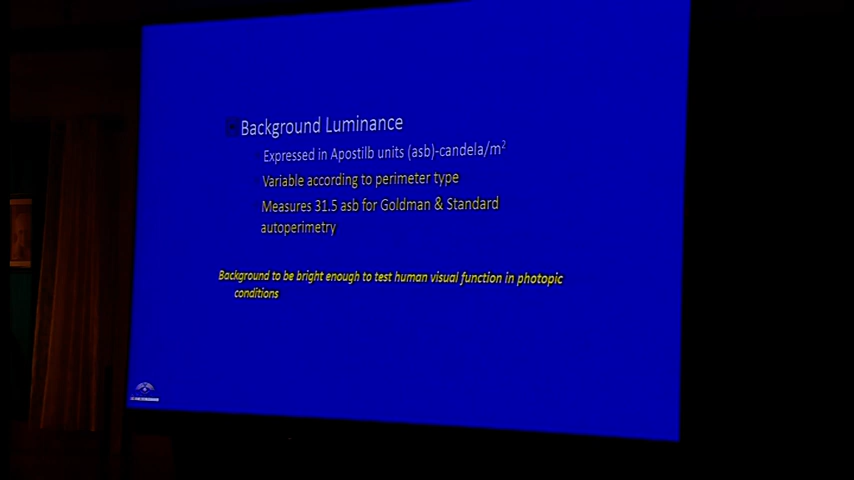 Background Luminance
Expressed in Apostilb units (asb)-candela/m²
Variable according to perimeter type
Measures 31.5 asb for Goldman & Standard
autoperimetry
Background to be bright enough to test human visual function in photopic
conditions